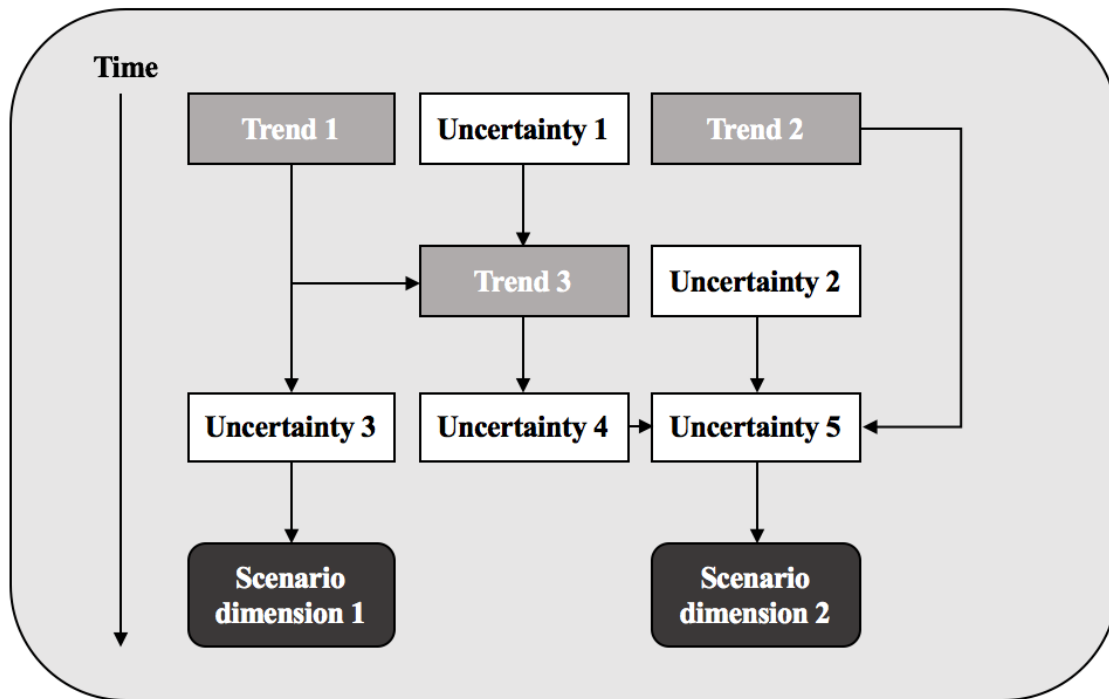 Time
Trend 1
Uncertainty 1
Trend 2
Trend 3
Uncertainty 2
Uncertainty 3
Uncertainty 4
Uncertainty 5
Scenario
dimension 1
Scenario
dimension 2